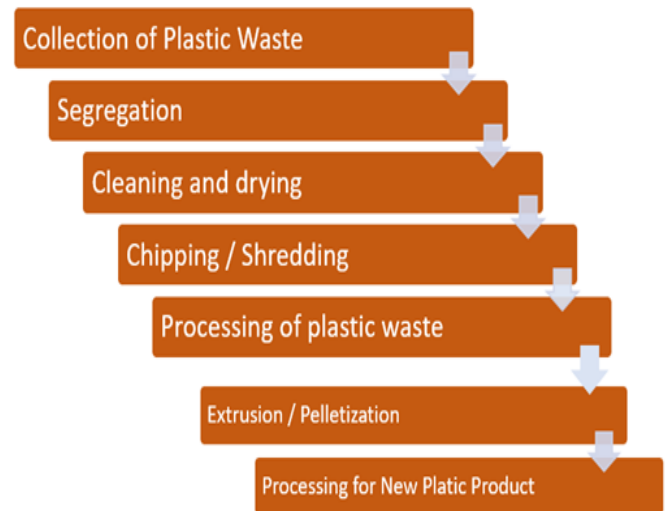 Collection of Plastic Waste
Segregation
Cleaning and drying
Chipping / Shredding
Processing of plastic waste
Extrusion / Pelletization
Processing for New Platic Product